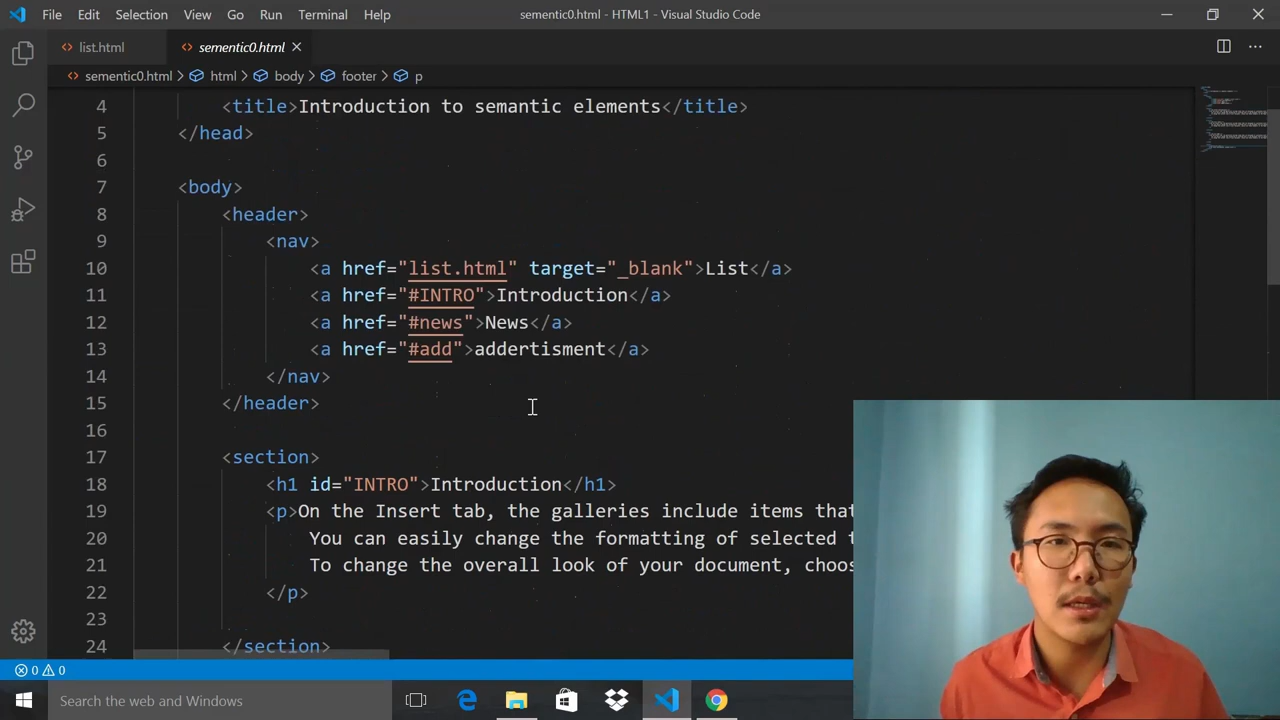 File Edit Selection View Go Run Terminal Help
sementic0.html - HTML1 - Visual Studio Code
list.html
sementic0.html
sementic0.html > html > body > footer > p
4 <title>Introduction to semantic elements</title>
5 </head>
6
7 <body>
8 <header>
9 <nav>
10 <a href="list.html" target="_blank">List</a>
11 <a href="#INTRO">Introduction</a>
12 <a href="#news">News</a>
13 <a href="#add">addertisment</a>
14 </nav>
15 </header>
16
17 <section>
18 <h1 id="INTRO">Introduction</h1>
19 <p>On the Insert tab, the galleries include items that
20 You can easily change the formatting of selected t
21 To change the overall look of your document, choos
22 </p>
23
24 </section>
0 0
Search the web and Windows